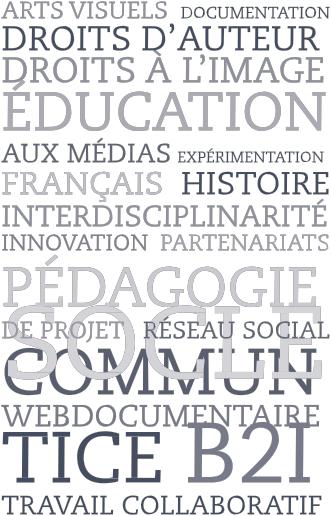 ARTS VISUELS DOCUMENTATION
DROITS D'AUTEUR
DROITS À L'IMAGE
ÉDUCATION
AUX MÉDIAS EXPÉRIMENTATION
FRANÇAIS HISTOIRE
INTERDISCIPLINARITÉ
INNOVATION PARTENARIATS
PÉDAGOGIE
DE PROJET RÉSEAU SOCIAL
SOCLE
COMMUN
WEBDOCUMENTAIRE
TICE B2I
TRAVAIL COLLABORATIF